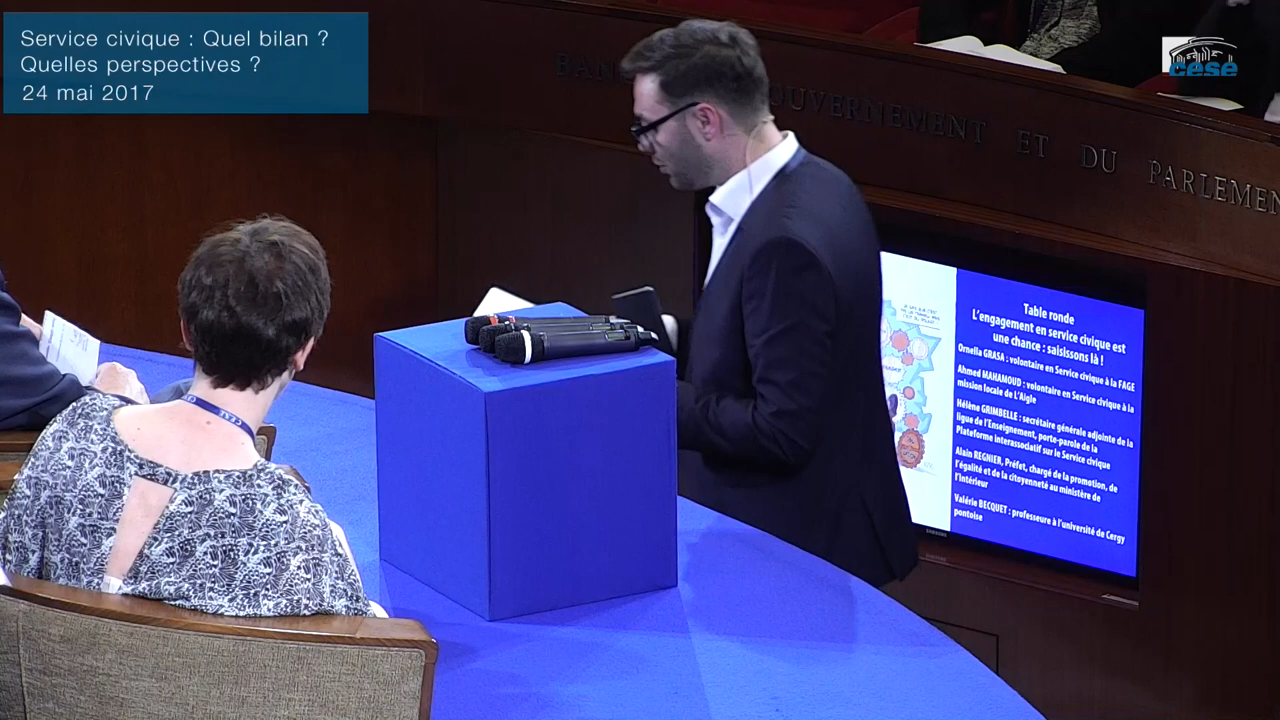 Service civique : Quel bilan ?
Quelles perspectives ?
24 mai 2017
cese
GOUVERNEMENT ET DU PARLEMEN
CESE
Table ronde
L'engagement en service civique est
une chance : saisissons là !
Ornella GRASA : volontaire en Service civique à la FAGE
Ahmed MAHAMOUD : volontaire en Service civique à la
mission locale de L'Aigle
Hélène GRIMBELLE : secrétaire générale adjointe de la
ligue de l'Enseignement, porte-parole de la
Plateforme interassociatif sur le Service civique
Alain REGNIER, Préfet, chargé de la promotion, de
l'égalité et de la citoyenneté au ministère de
l'intérieur
Valérie BECQUET : professeure à l'université de Cergy
pontoise
SAMSUNG